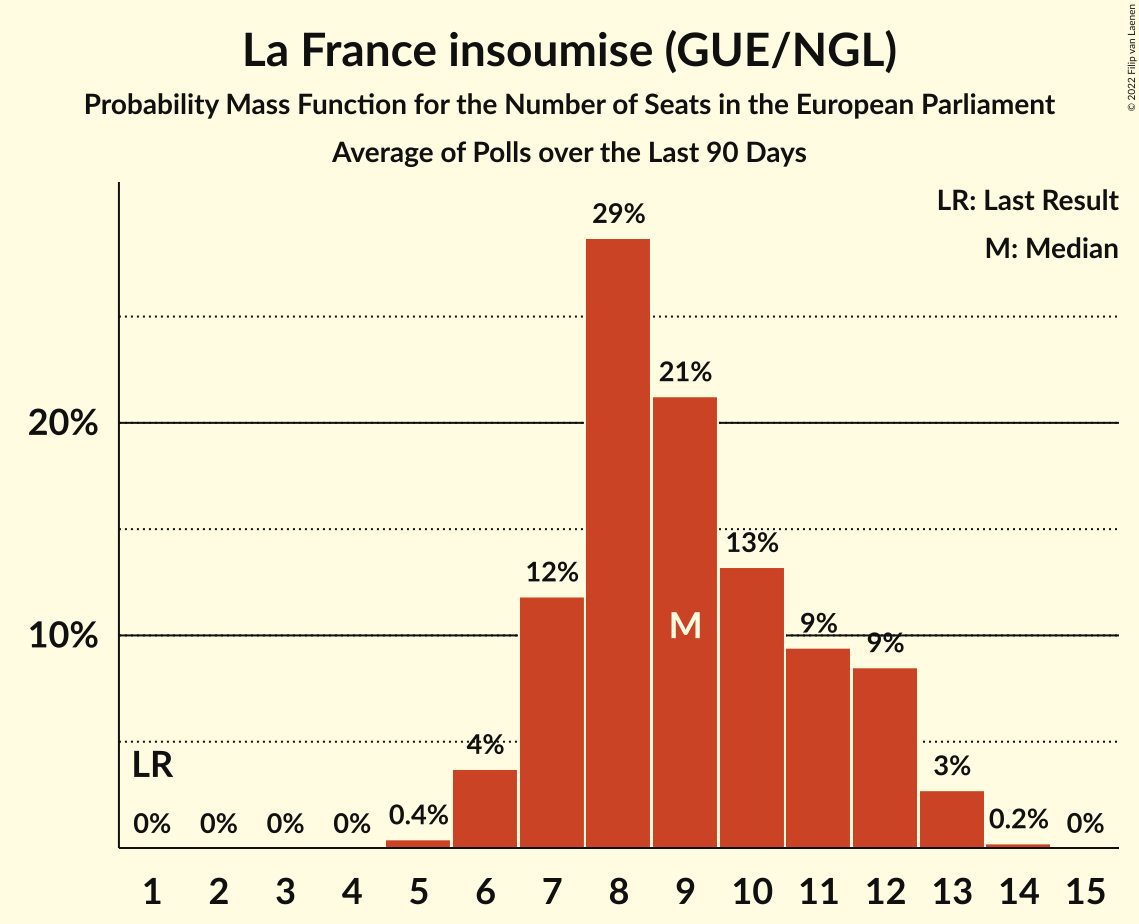 La France insoumise (GUE/NGL)
Probability Mass Function for the Number of Seats in the European Parliament
Average of Polls over the Last 90 Days
© 2022 Filip van Laenen
LR: Last Result
M: Median
29%
21%
20%
13%
12%
M
10%
9%
9%
LR
4%
3%
0%
0%
0%
0%
0.4%
0.2%
0%
1 2 3 4 5 6 7 8 9 10 11 12 13 14 15